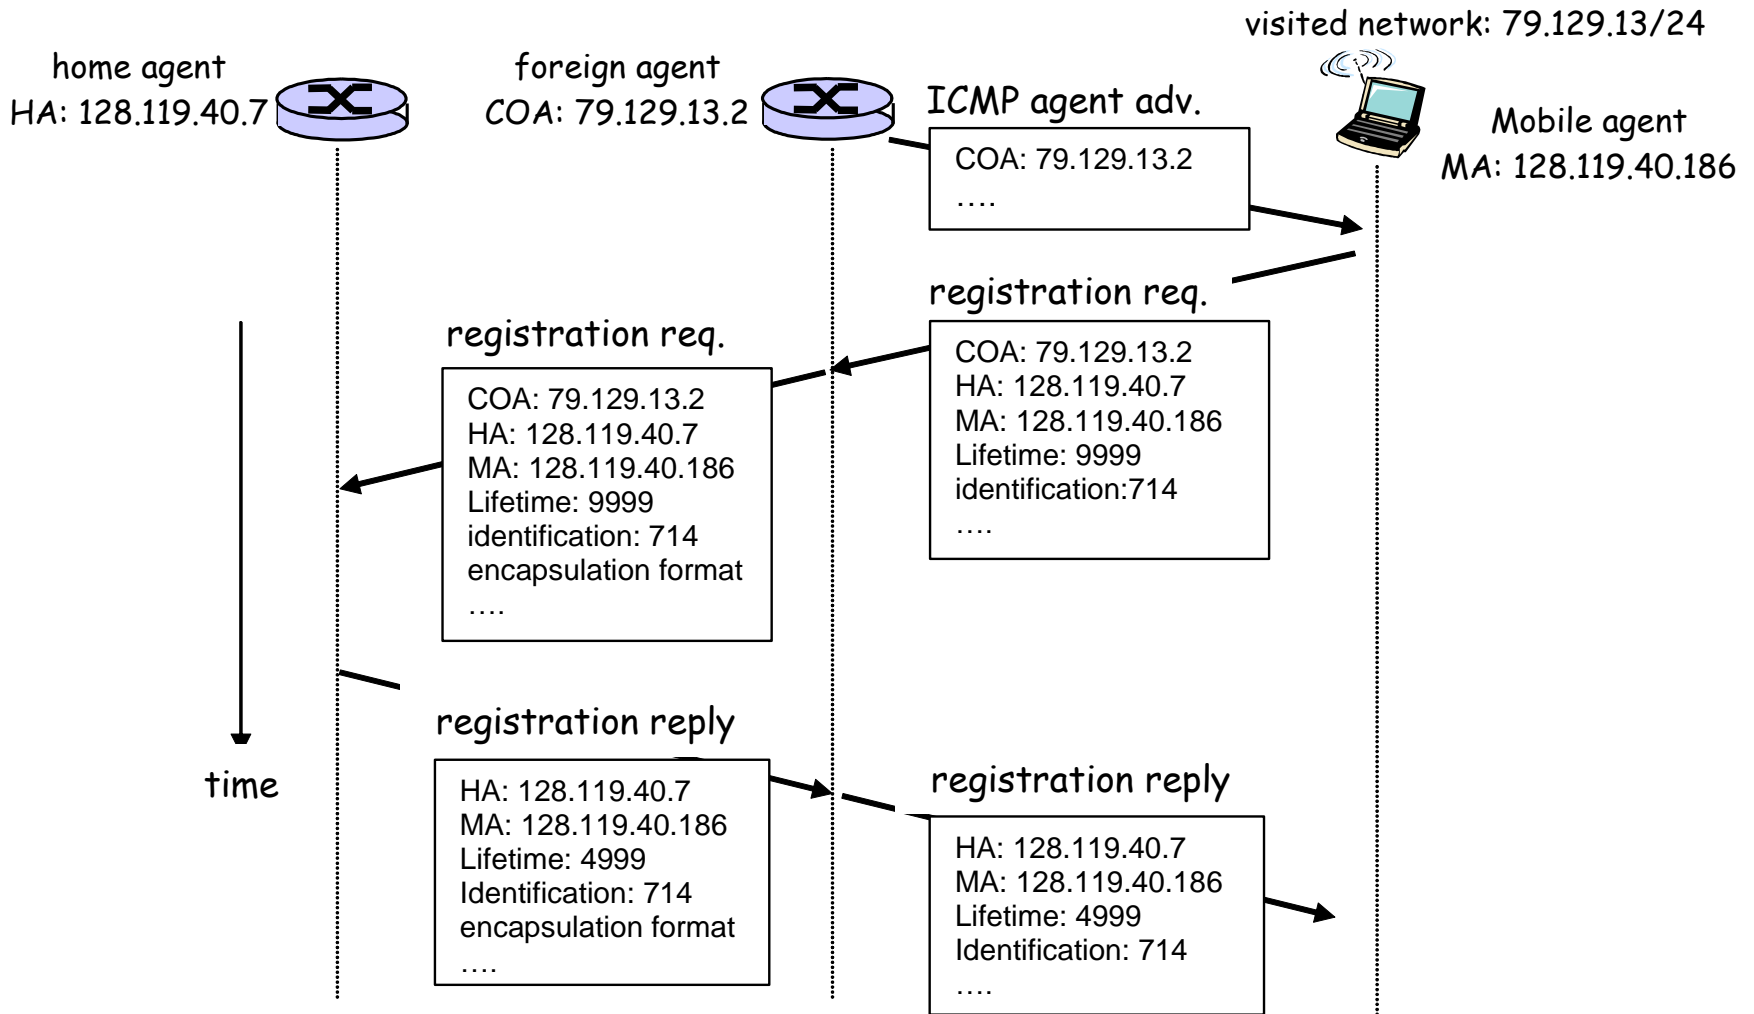 visited network: 79.129.13/24
home agent
HA: 128.119.40.7
foreign agent
COA: 79.129.13.2
ICMP agent adv.
COA: 79.129.13.2
….
Mobile agent
MA: 128.119.40.186
registration req.
COA: 79.129.13.2
HA: 128.119.40.7
MA: 128.119.40.186
Lifetime: 9999
identification:714
….
registration req.
COA: 79.129.13.2
HA: 128.119.40.7
MA: 128.119.40.186
Lifetime: 9999
identification: 714
encapsulation format
….
time
registration reply
HA: 128.119.40.7
MA: 128.119.40.186
Lifetime: 4999
Identification: 714
encapsulation format
….
registration reply
HA: 128.119.40.7
MA: 128.119.40.186
Lifetime: 4999
Identification: 714
….